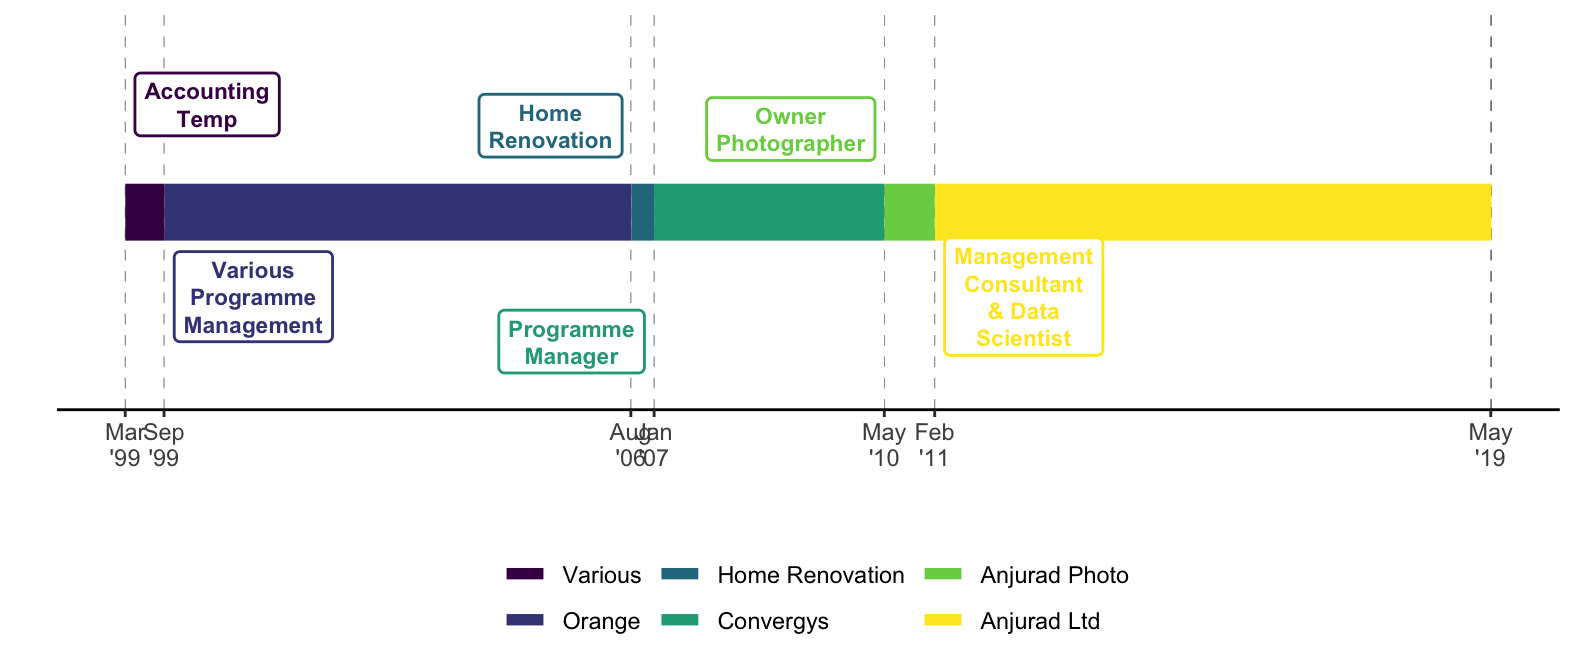 Accounting
Temp
Home
Renovation
Owner
Photographer
Various
Programme
Management
Programme
Manager
Management
Consultant
& Data
Scientist
Mar Sep Aug Jan May Feb May
'99 '99 '06 '07 '10 '11 '19
Various Home Renovation Anjurad Photo
Orange Convergys Anjurad Ltd